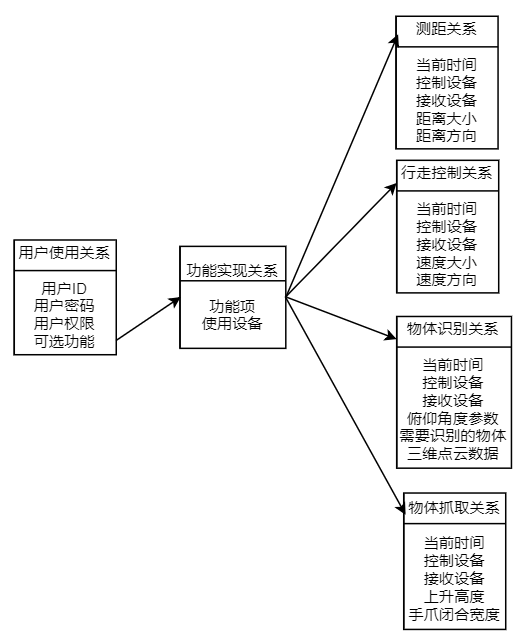 用户使用关系
用户ID
用户密码
用户权限
可选功能
功能实现关系
功能项
使用设备
测距关系
当前时间
控制设备
接收设备
距离大小
距离方向
行走控制关系
当前时间
控制设备
接收设备
速度大小
速度方向
物体识别关系
当前时间
控制设备
接收设备
俯仰角度参数
需要识别的物体
三维点云数据
物体抓取关系
当前时间
控制设备
接收设备
上升高度
手爪闭合宽度